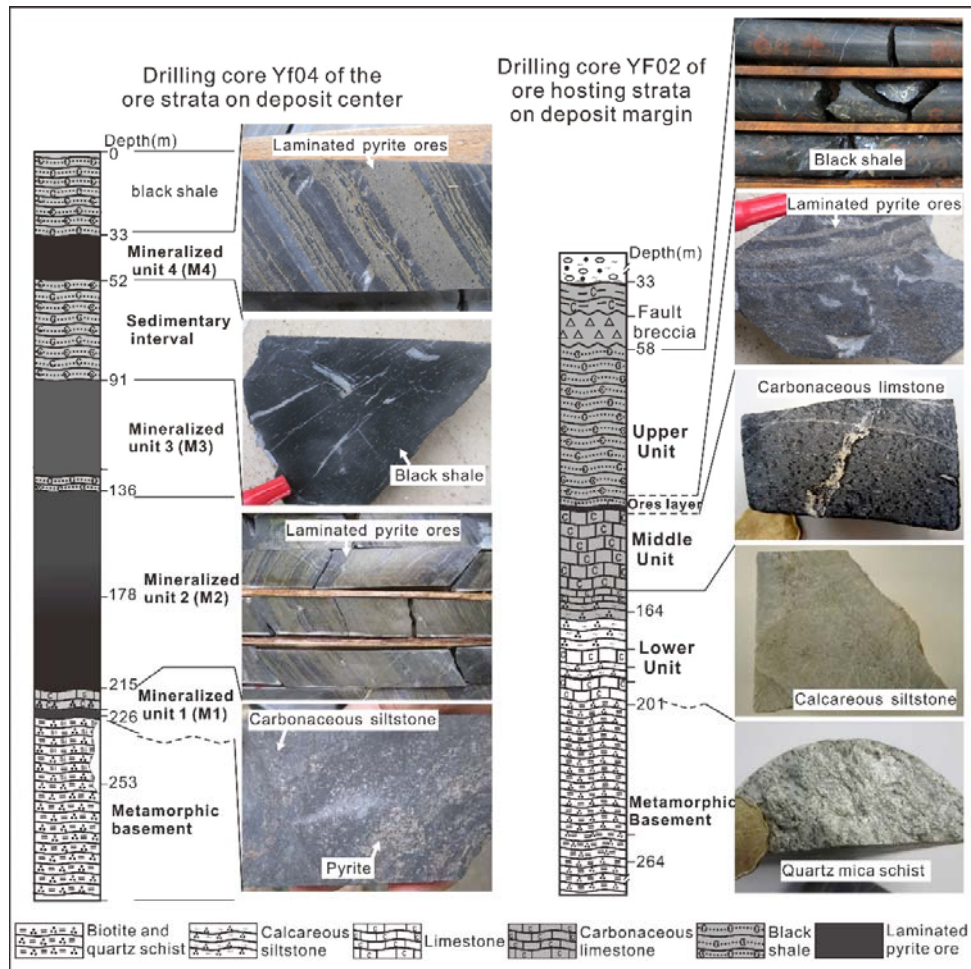 Drilling core Yf04 of the
ore strata on deposit center
Depth(m)
0
black shale
33
Mineralized
unit 4 (M4)
52
Sedimentary
interval
91
Mineralized
unit 3 (M3)
136
Mineralized
unit 2 (M2)
178
215
Mineralized
unit 1 (M1)
226
253
Metamorphic
basement
Laminated pyrite ores
Black shale
Laminated pyrite ores
Carbonaceous siltstone
Pyrite
Drilling core YF02 of
ore hosting strata
on deposit margin
Depth(m)
33
Fault
breccia
58
Upper
Unit
Ores layer
Middle
Unit
164
Lower
Unit
201
Metamorphic
Basement
264
Black shale
Laminated pyrite ores
Carbonaceous limstone
Calcareous siltstone
Quartz mica schist
Biotite and
quartz schist
Calcareous
siltstone
Limestone
Carbonaceous
limestone
Black
shale
Laminated
pyrite ore